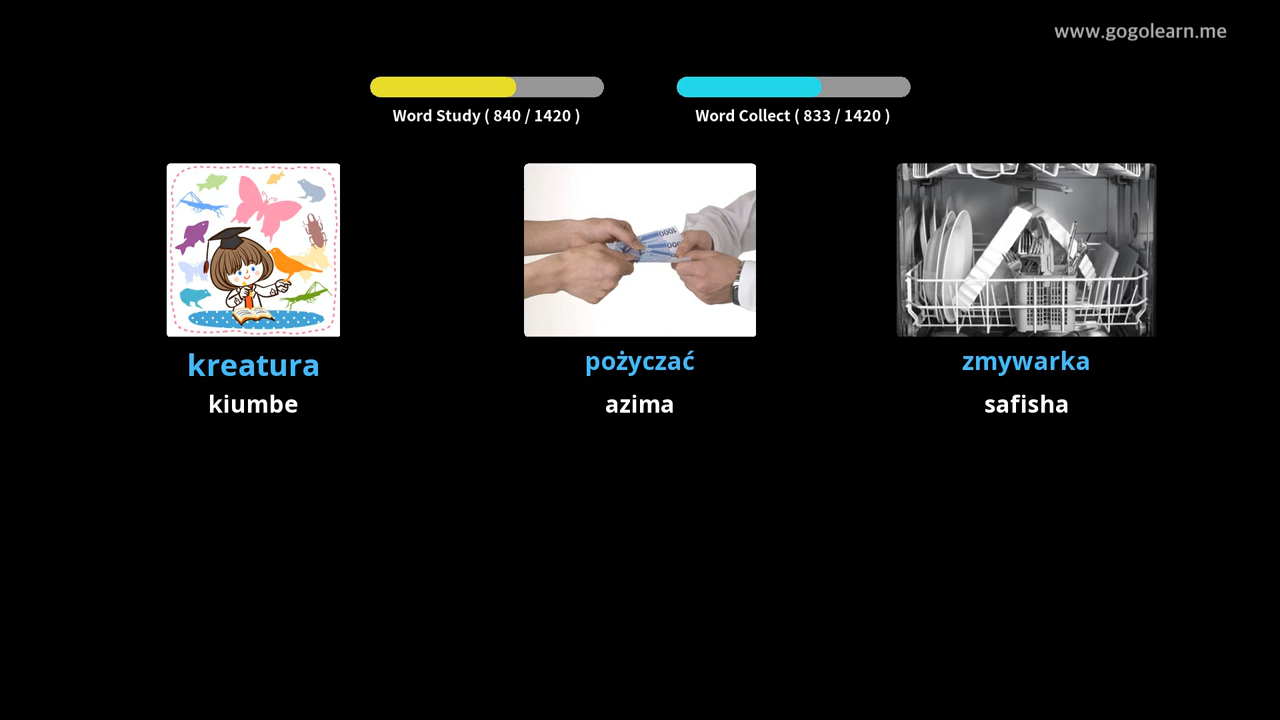 www.gogolearn.me
Word Study ( 840 / 1420 )
Word Collect ( 833 / 1420 )
kreatura
pożyczać
zmywarka
kiumbe
azima
safisha